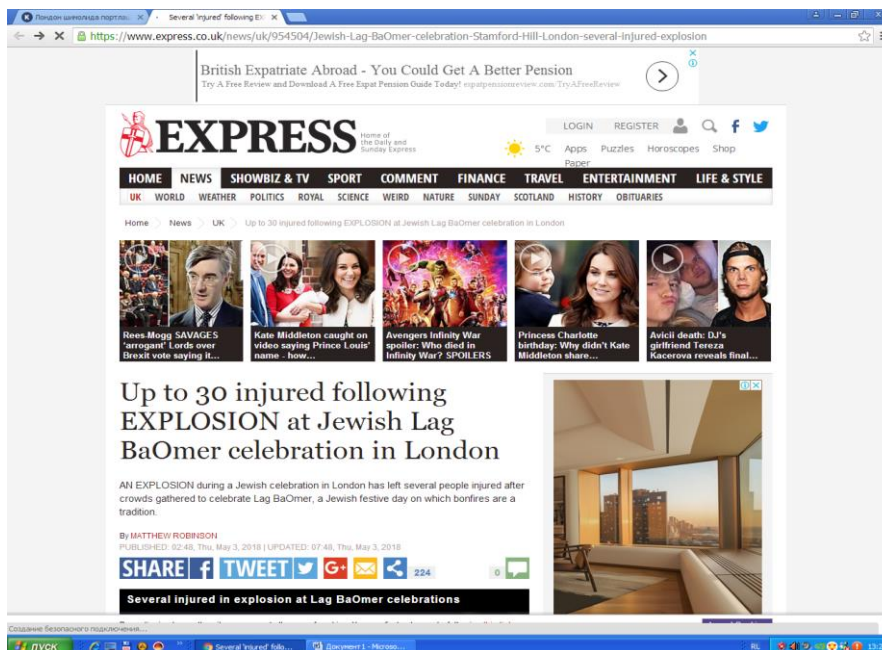 Лондон шимолида портла...
Several 'injured' following EX
https://www.express.co.uk/news/uk/954504/Jewish-Lag-BaOmer-celebration-Stamford-Hill-London-several-injured-explosion
British Expatriate Abroad - You Could Get A Better Pension
Try A Free Review and Download A Free Expat Pension Guide Today! expatpensionreview.com/TryAFreeReview
EXPRESS
Home of
the Daily and
Sunday Express
LOGIN REGISTER
5°C Apps Puzzles Horoscopes Shop
Paper
HOME NEWS SHOWBIZ & TV SPORT COMMENT FINANCE TRAVEL ENTERTAINMENT LIFE & STYLE
UK WORLD WEATHER POLITICS ROYAL SCIENCE WEIRD NATURE SUNDAY SCOTLAND HISTORY OBITUARIES
Home News UK Up to 30 injured following EXPLOSION at Jewish Lag BaOmer celebration in London
Rees-Mogg SAVAGES
'arrogant' Lords over
Brexit vote saying it...
Kate Middleton caught on
video saying Prince Louis'
name - how...
Avengers Infinity War
spoiler: Who died in
Infinity War? SPOILERS
Princess Charlotte
birthday: Why didn't Kate
Middleton share...
Avicii death: DJ's
girlfriend Tereza
Kacerova reveals final...
Up to 30 injured following
EXPLOSION at Jewish Lag
BaOmer celebration in London
AN EXPLOSION during a Jewish celebration in London has left several people injured after
crowds gathered to celebrate Lag BaOmer, a Jewish festive day on which bonfires are a
tradition.
By MATTHEW ROBINSON
PUBLISHED: 02:48, Thu, May 3, 2018 | UPDATED: 07:48, Thu, May 3, 2018
SHARE TWEET G+ 224 0
Several injured in explosion at Lag BaOmer celebrations
Создание безопасного подключения...
пуск
Several 'injured' follo...
Документ1 - Microso...
RL